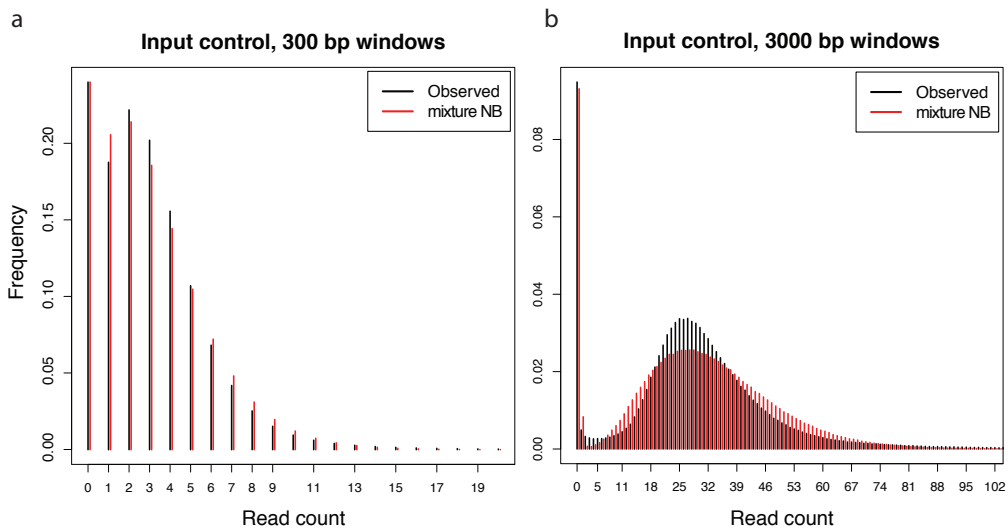 a
Input control, 300 bp windows
Observed
mixture NB
Frequency
0.00
0.05
0.10
0.15
0.20
0 1 2 3 4 5 6 7 8 9 11 13 15 17 19
Read count
b
Input control, 3000 bp windows
Observed
mixture NB
0.00
0.02
0.04
0.06
0.08
0 5 11 18 25 32 39 46 53 60 67 74 81 88 95 102
Read count